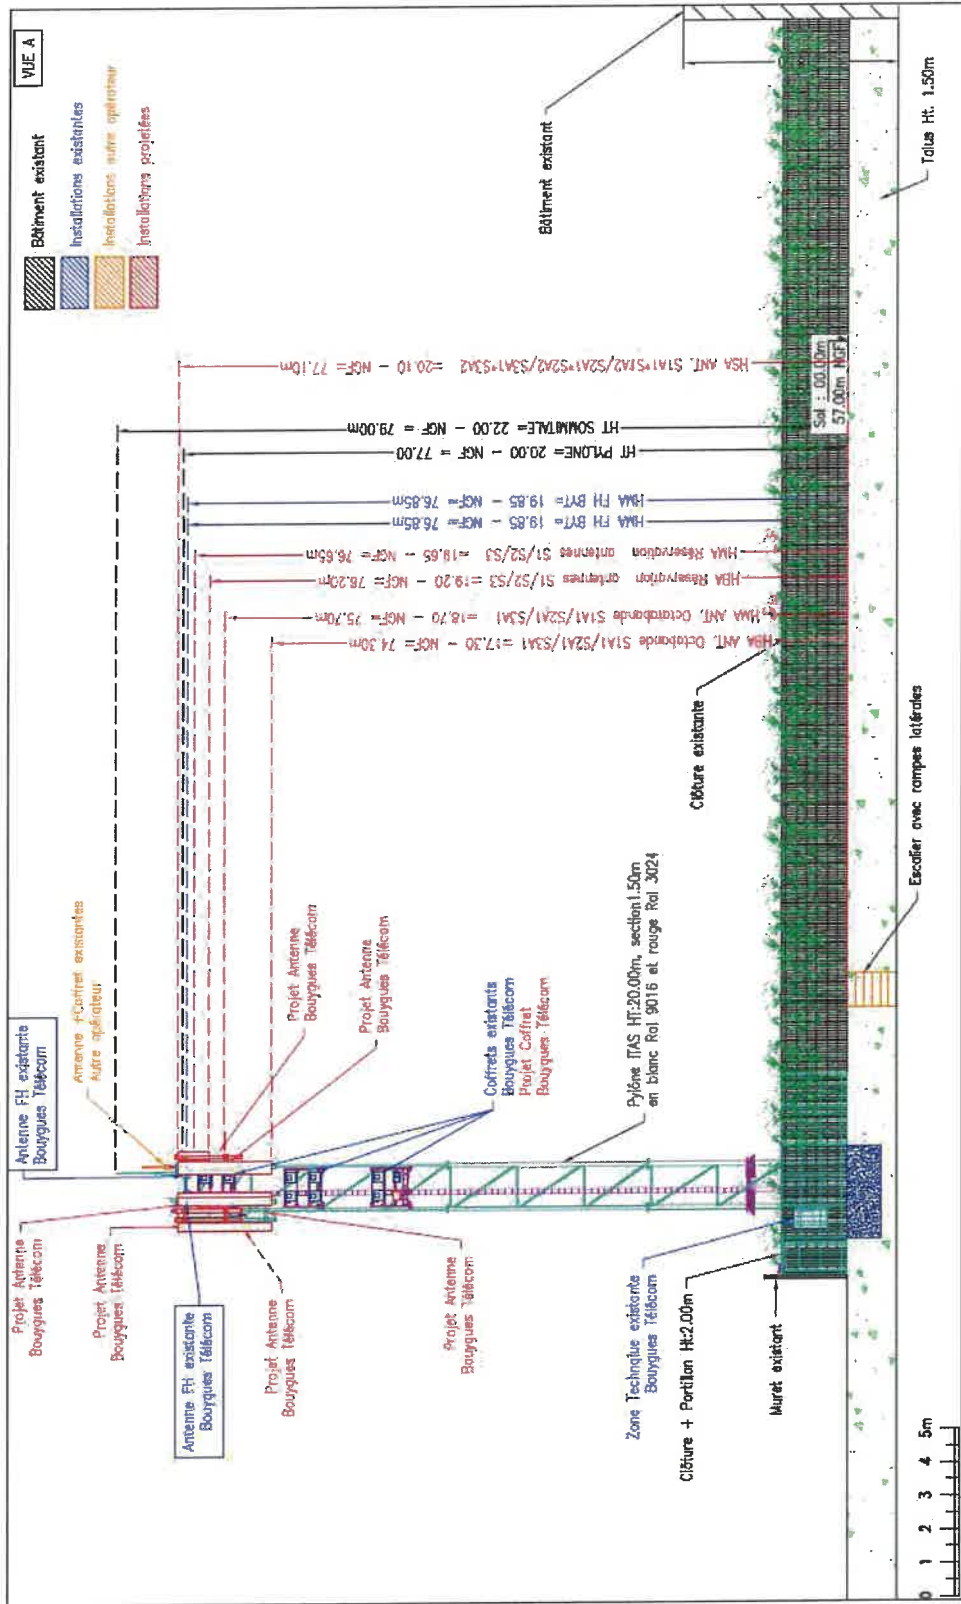 VUE A
Bâtiment existant
Installations existantes
Installations autre opérateur
Installations projetées
Projet Antenne
Bouygues Télécom
Projet Antenne
Bouygues Télécom
Antenne FH existante
Bouygues Télécom
Antenne +Coffret existantes
Autre opérateur
Antenne FH existante
Bouygues Télécom
Projet Antenne
Bouygues Télécom
Projet Antenne
Bouygues Télécom
Projet Antenne
Bouygues Télécom
Projet Antenne
Bouygues Télécom
Coffrets existants
Bouygues Télécom
Projet Coffret
Bouygues Télécom
HBA ANT. Octobande S1A1/S2A1/S3A1 =17.30 - NGF= 74.30m
HMA ANT. Octobande S1A1/S2A1/S3A1 =18.70 - NGF= 75.70m
HBA Réservation antennes S1/S2/S3 =19.20 - NGF= 76.20m
HMA Réservation antennes S1/S2/S3 =19.65 - NGF= 76.65m
HMA FH BYT= 19.85 - NGF= 76.85m
HMA FH BYT= 19.85 - NGF= 76.85m
HT PYLONE= 20.00 - NGF = 77.00
HT SOMMITALE= 22.00 - NGF = 79.00m
HSA ANT. S1A1*S1A2/S2A1*S2A2/S3A1*S3A2 =20.10 - NGF= 77.10m
Bâtiment existant
Pylône ITAS HT:20.00m, section1.50m
en blanc Ral 9016 et rouge Ral 3024
Clôture existante
Zone Technique existante
Bouygues Télécom
Clôture + Portillon Ht:2.00m
Muret existant
Sol : 00.00m
57.00m NGF
Escalier avec rampes latérales
Talus Ht. 1.50m
0 1 2 3 4 5m